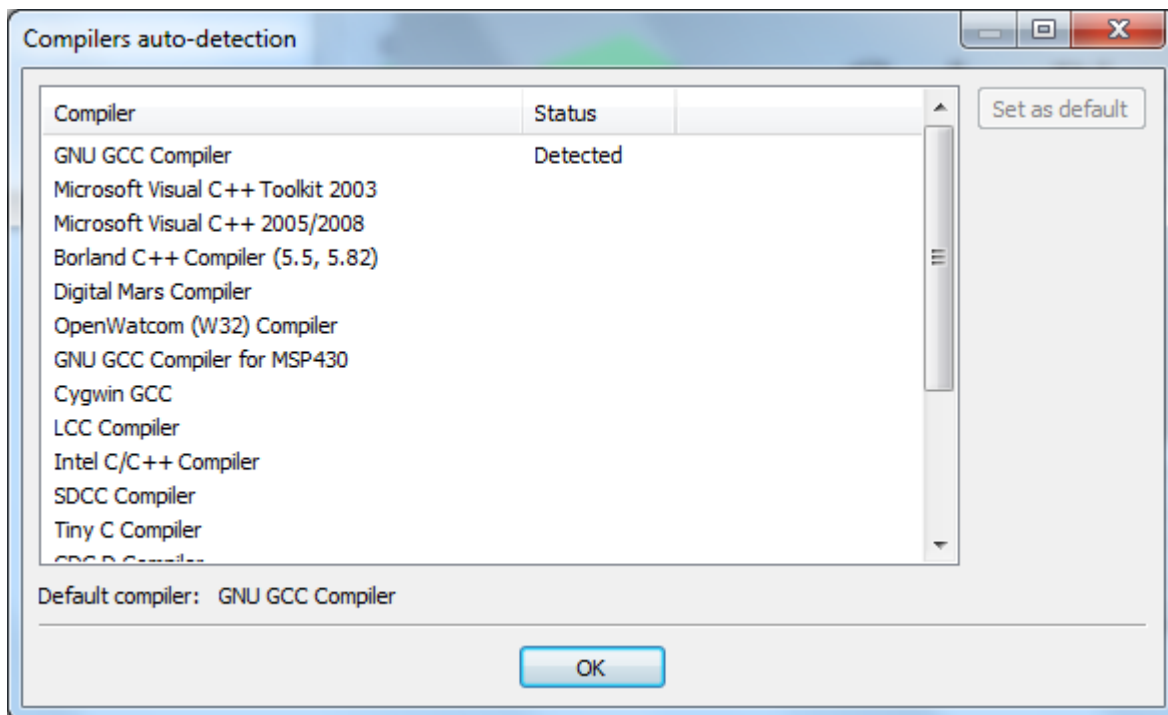 Compilers auto-detection
Compiler Status
Set as default
GNU GCC Compiler Detected
Microsoft Visual C++ Toolkit 2003
Microsoft Visual C++ 2005/2008
Borland C++ Compiler (5.5, 5.82)
Digital Mars Compiler
OpenWatcom (W32) Compiler
GNU GCC Compiler for MSP430
Cygwin GCC
LCC Compiler
Intel C/C++ Compiler
SDCC Compiler
Tiny C Compiler
Default compiler: GNU GCC Compiler
OK